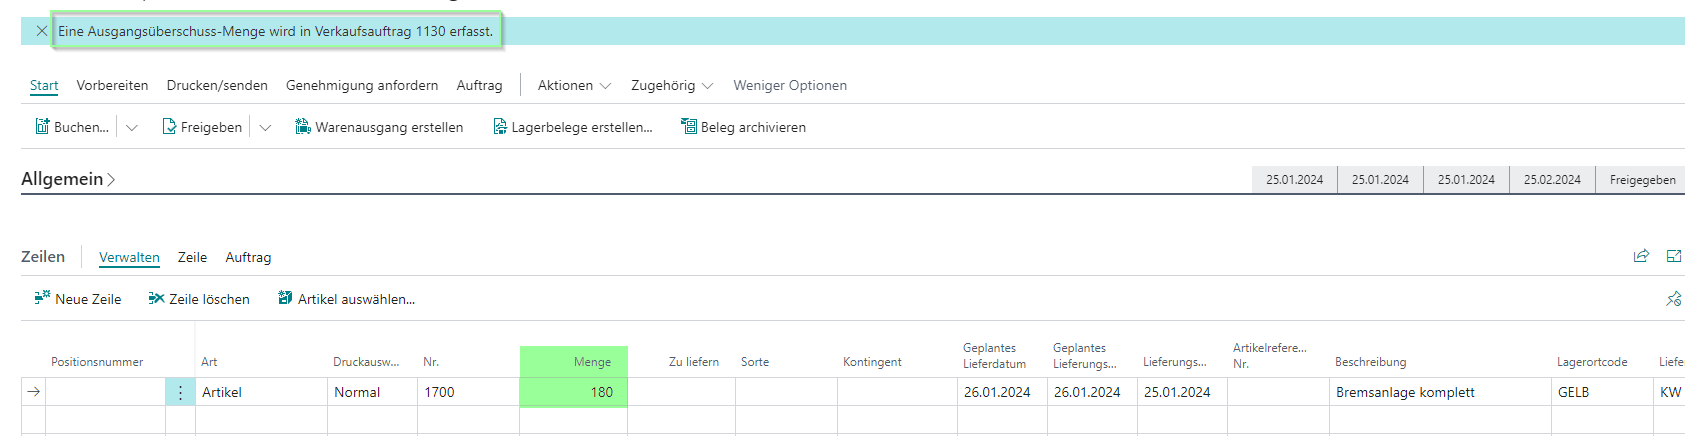 Eine Ausgangsüberschuss-Menge wird in Verkaufsauftrag 1130 erfasst.
Start Vorbereiten Drucken/senden Genehmigung anfordern Auftrag Aktionen Zugehörig Weniger Optionen
Buchen... Freigeben Warenausgang erstellen Lagerbelege erstellen... Beleg archivieren
Allgemein 25.01.2024 25.01.2024 25.01.2024 25.02.2024 Freigegeben
Zeilen Verwalten Zeile Auftrag
Neue Zeile Zeile löschen Artikel auswählen...
Positionsnummer Art Druckausw... Nr. Menge Zu liefern Sorte Kontingent Geplantes Lieferdatum Geplantes Lieferungs... Lieferungs... Artikelrefere... Nr. Beschreibung Lagerortcode Liefe
Artikel Normal 1700 180 26.01.2024 26.01.2024 25.01.2024 Bremsanlage komplett GELB KW